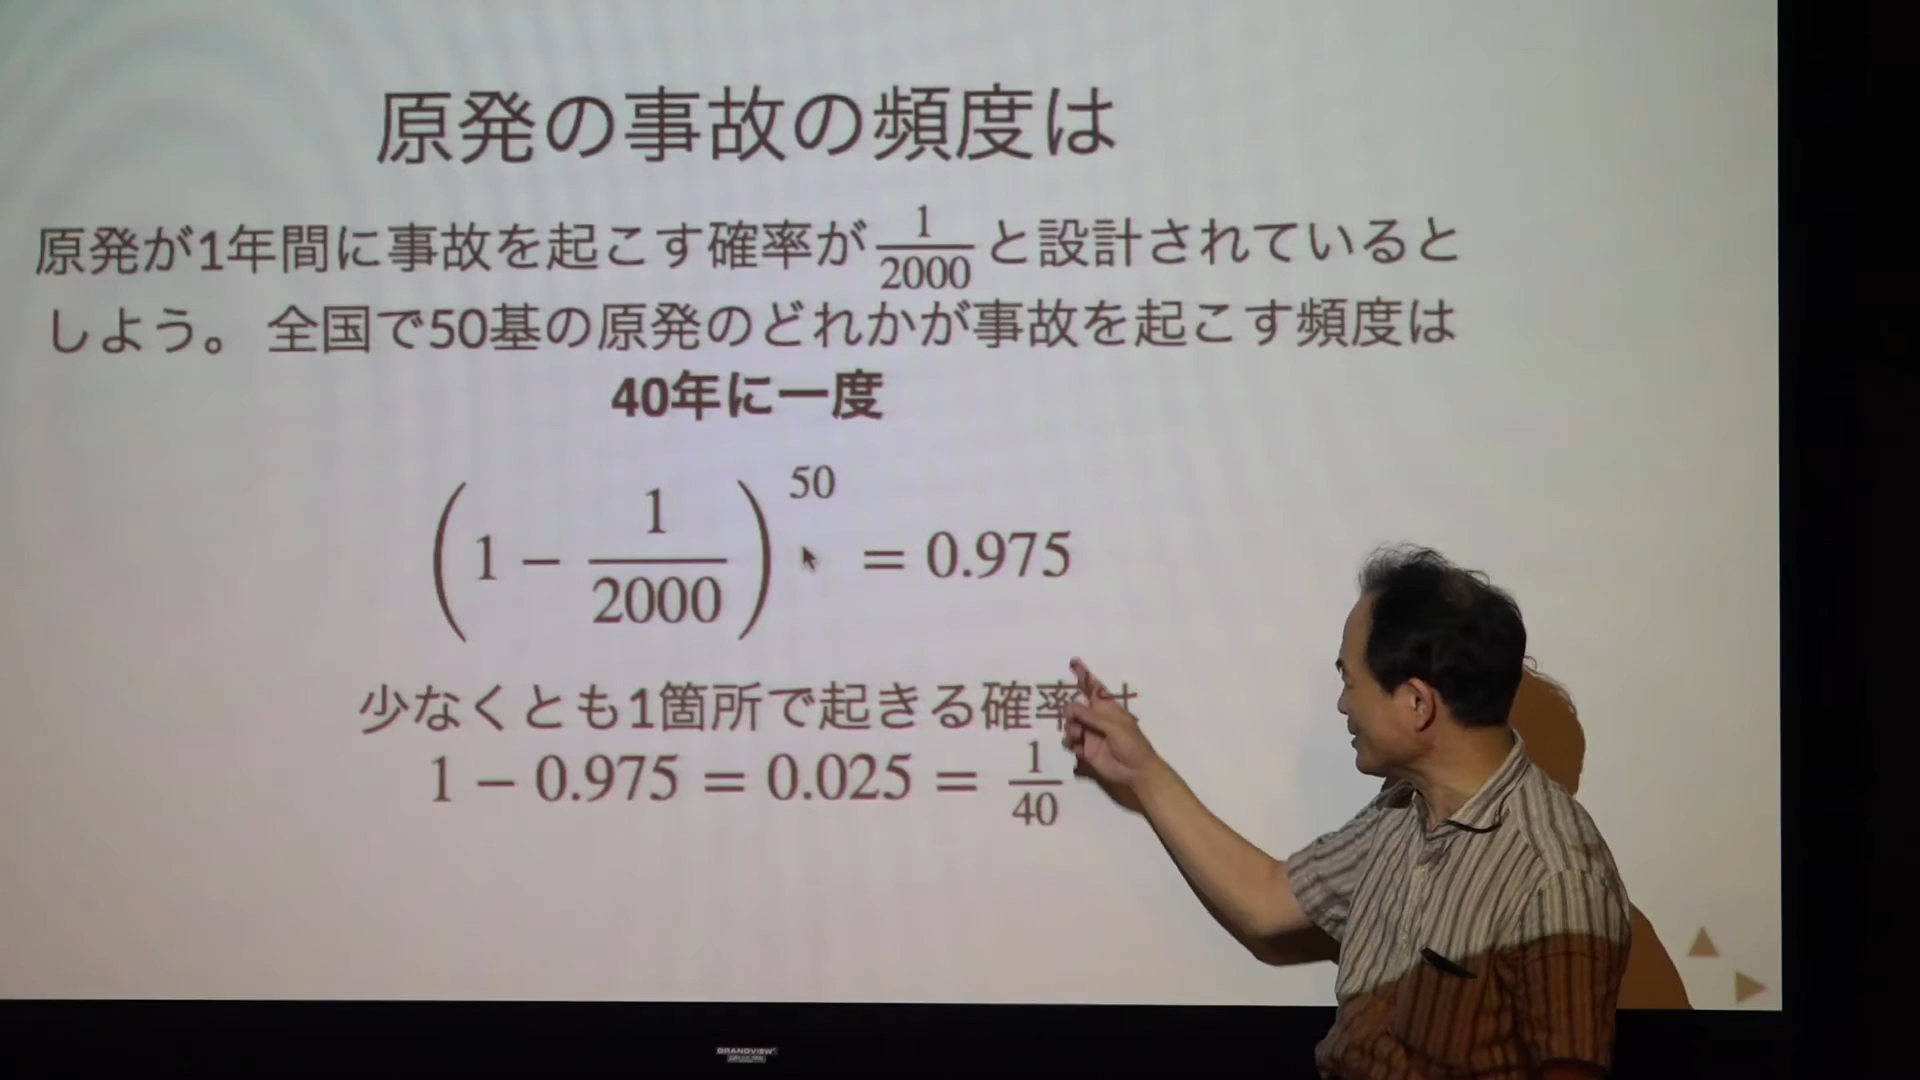 原発の事故の頻度は
原発が1年間に事故を起こす確率が 1/2000 と設計されていると
しよう。 全国で50基の原発のどれかが事故を起こす頻度は
40年に一度
(1 − 1/2000)^50 = 0.975
少なくとも1箇所で起きる確率は
1 − 0.975 = 0.025 = 1/40
BRANDVIEW